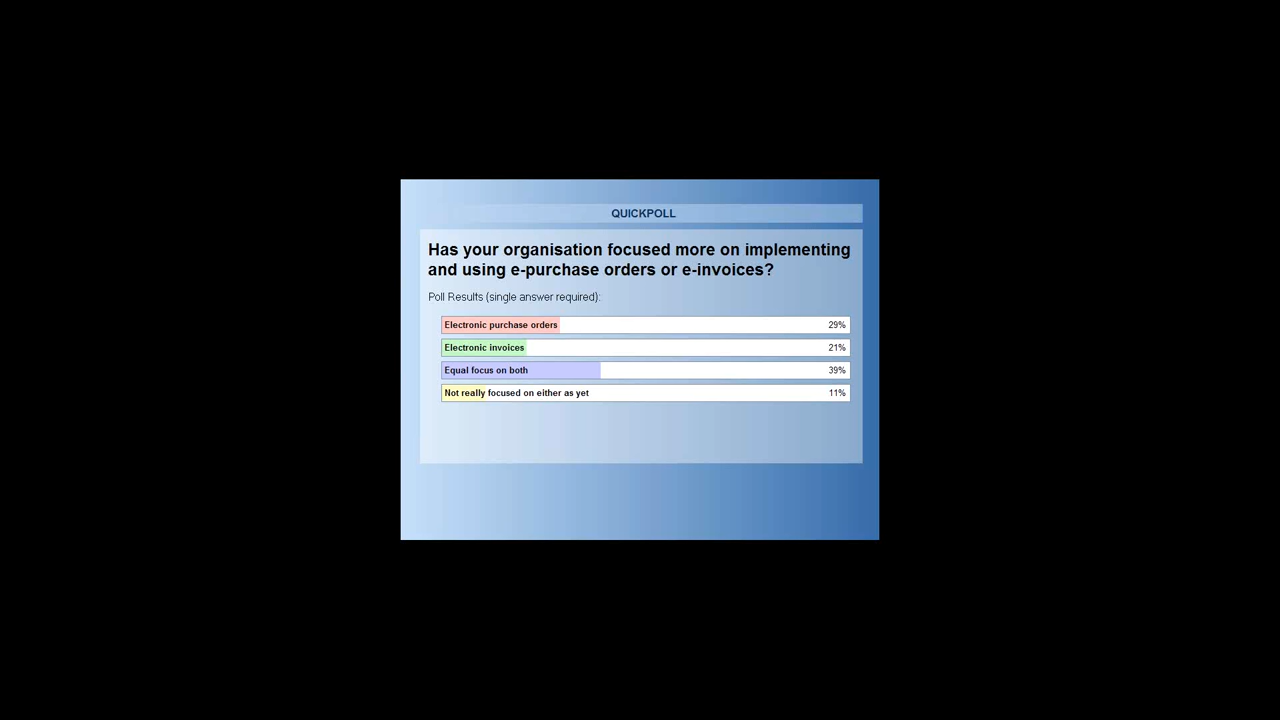 QUICKPOLL
Has your organisation focused more on implementing
and using e-purchase orders or e-invoices?
Poll Results (single answer required):
Electronic purchase orders 29%
Electronic invoices 21%
Equal focus on both 39%
Not really focused on either as yet 11%